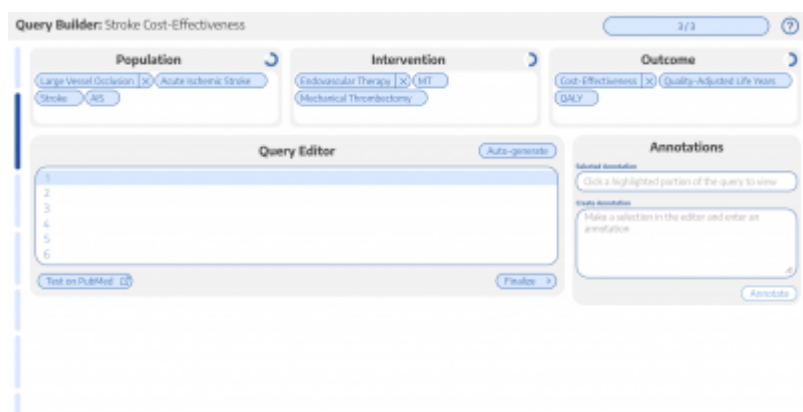 Query Builder: Stroke Cost-Effectiveness
3/3
?
Population
Large Vessel Occlusion X Acute Ischemic Stroke
Stroke AIS
Intervention
Endovascular Therapy X MT
Mechanical Thrombectomy
Outcome
Cost-Effectiveness X Quality-Adjusted Life Years
QALY
Query Editor
Auto-generate
1
2
3
4
5
6
Test on PubMed
Finalize >
Annotations
Selected Annotation
Click a highlighted portion of the query to view
Create Annotation
Make a selection in the editor and enter an
annotation
Annotate